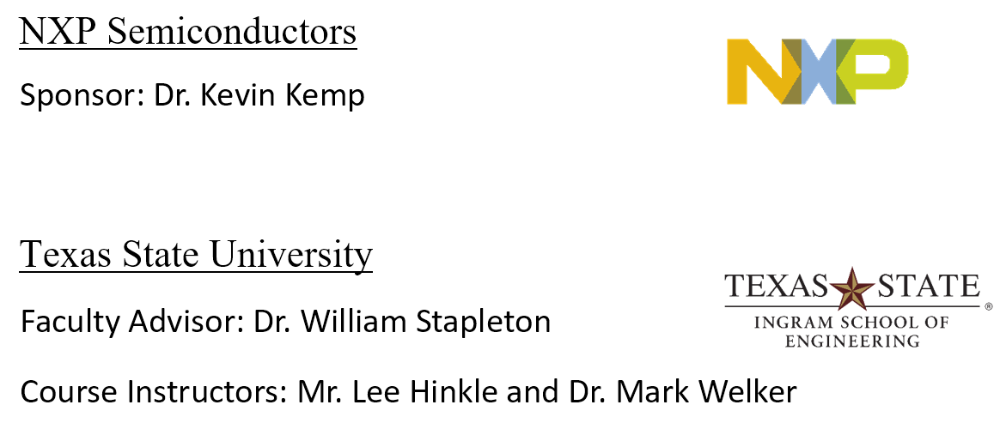 NXP Semiconductors
NXP
Sponsor: Dr. Kevin Kemp
Texas State University
TEXAS STATE
®
INGRAM SCHOOL OF
ENGINEERING
Faculty Advisor: Dr. William Stapleton
Course Instructors: Mr. Lee Hinkle and Dr. Mark Welker